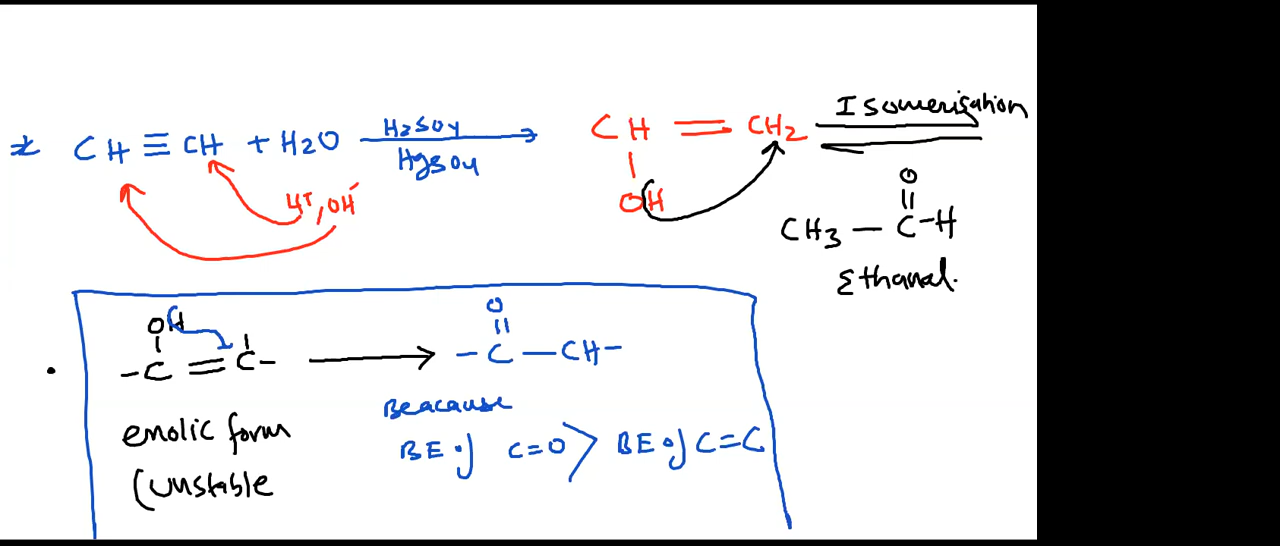 CH ≡ CH + H2O H2SO4 CH = CH2 Isomerisation
HgSO4
H+, OH-
OH
O
||
CH3 — C-H
Ethanal.
OH
-C = C-
O
||
-C — CH-
Beacause
enolic form
BE of C=O > BE of C=C
(unstable